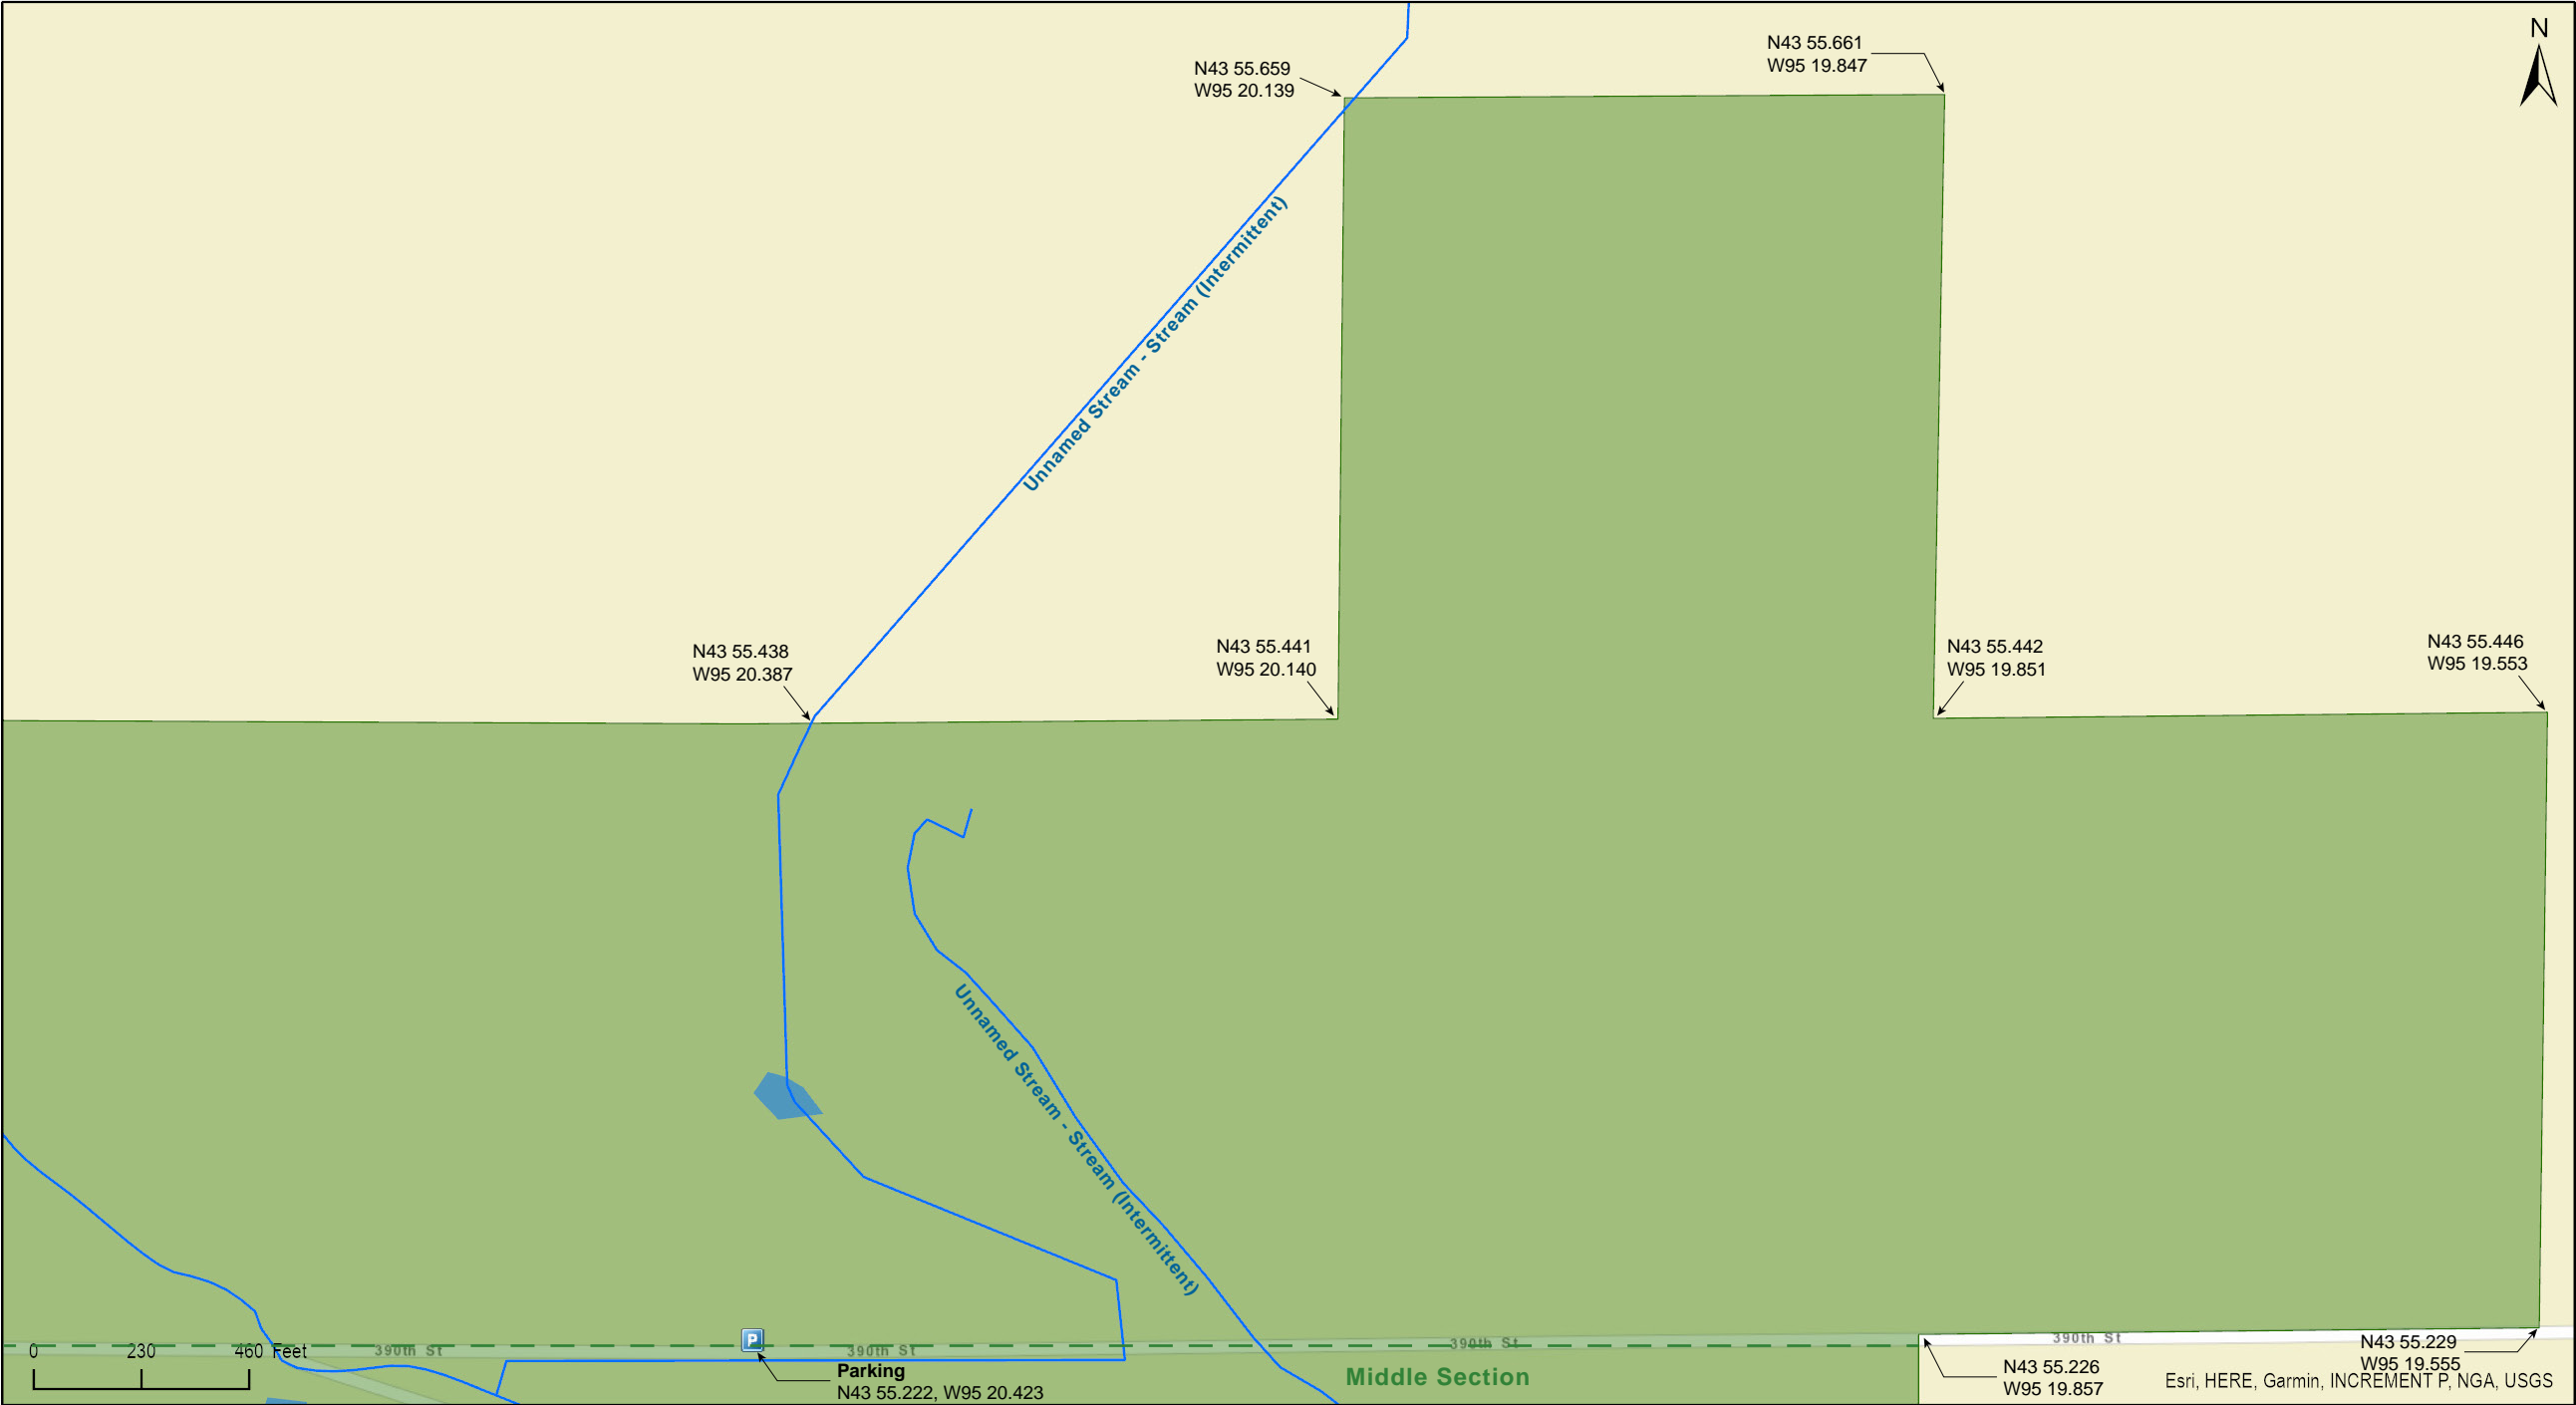 N
N43 55.661
W95 19.847
N43 55.659
W95 20.139
Unnamed Stream - Stream (Intermittent)
N43 55.438
W95 20.387
N43 55.441
W95 20.140
N43 55.442
W95 19.851
N43 55.446
W95 19.553
Unnamed Stream - Stream (Intermittent)
0 230 460 Feet
390th St
P
390th St
390th St
390th St
Parking
N43 55.222, W95 20.423
Middle Section
N43 55.226
W95 19.857
N43 55.229
W95 19.555
Esri, HERE, Garmin, INCREMENT P, NGA, USGS